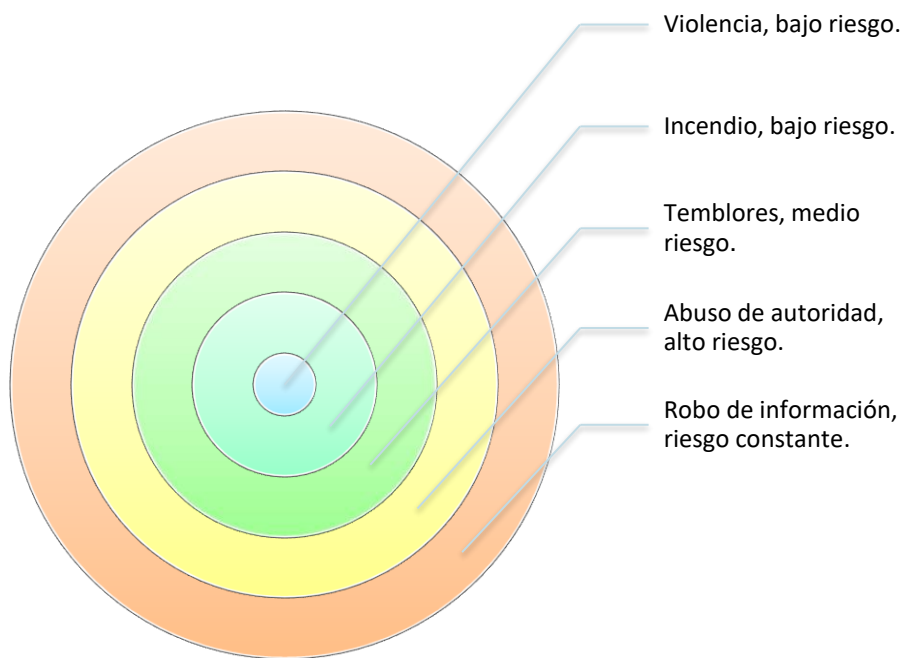 Violencia, bajo riesgo.
Incendio, bajo riesgo.
Temblores, medio
riesgo.
Abuso de autoridad,
alto riesgo.
Robo de información,
riesgo constante.